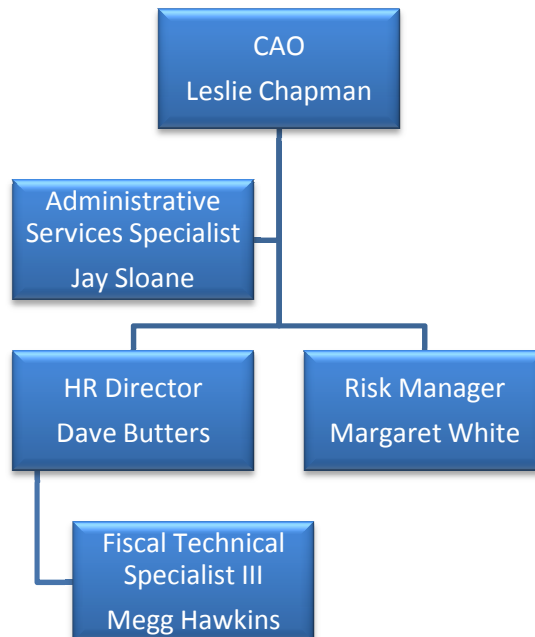 CAO
Leslie Chapman
Administrative
Services Specialist
Jay Sloane
HR Director
Dave Butters
Risk Manager
Margaret White
Fiscal Technical
Specialist III
Megg Hawkins